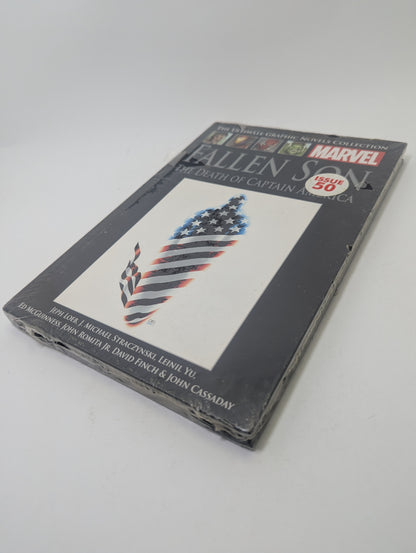 The Ultimate Graphic Novels Collection
MARVEL
Fallen Son
ISSUE
50
The Death of Captain America
Jeph Loeb, J. Michael Straczynski, Leinil Yu,
Ed McGuinness, John Romita Jr, David Finch & John Cassaday